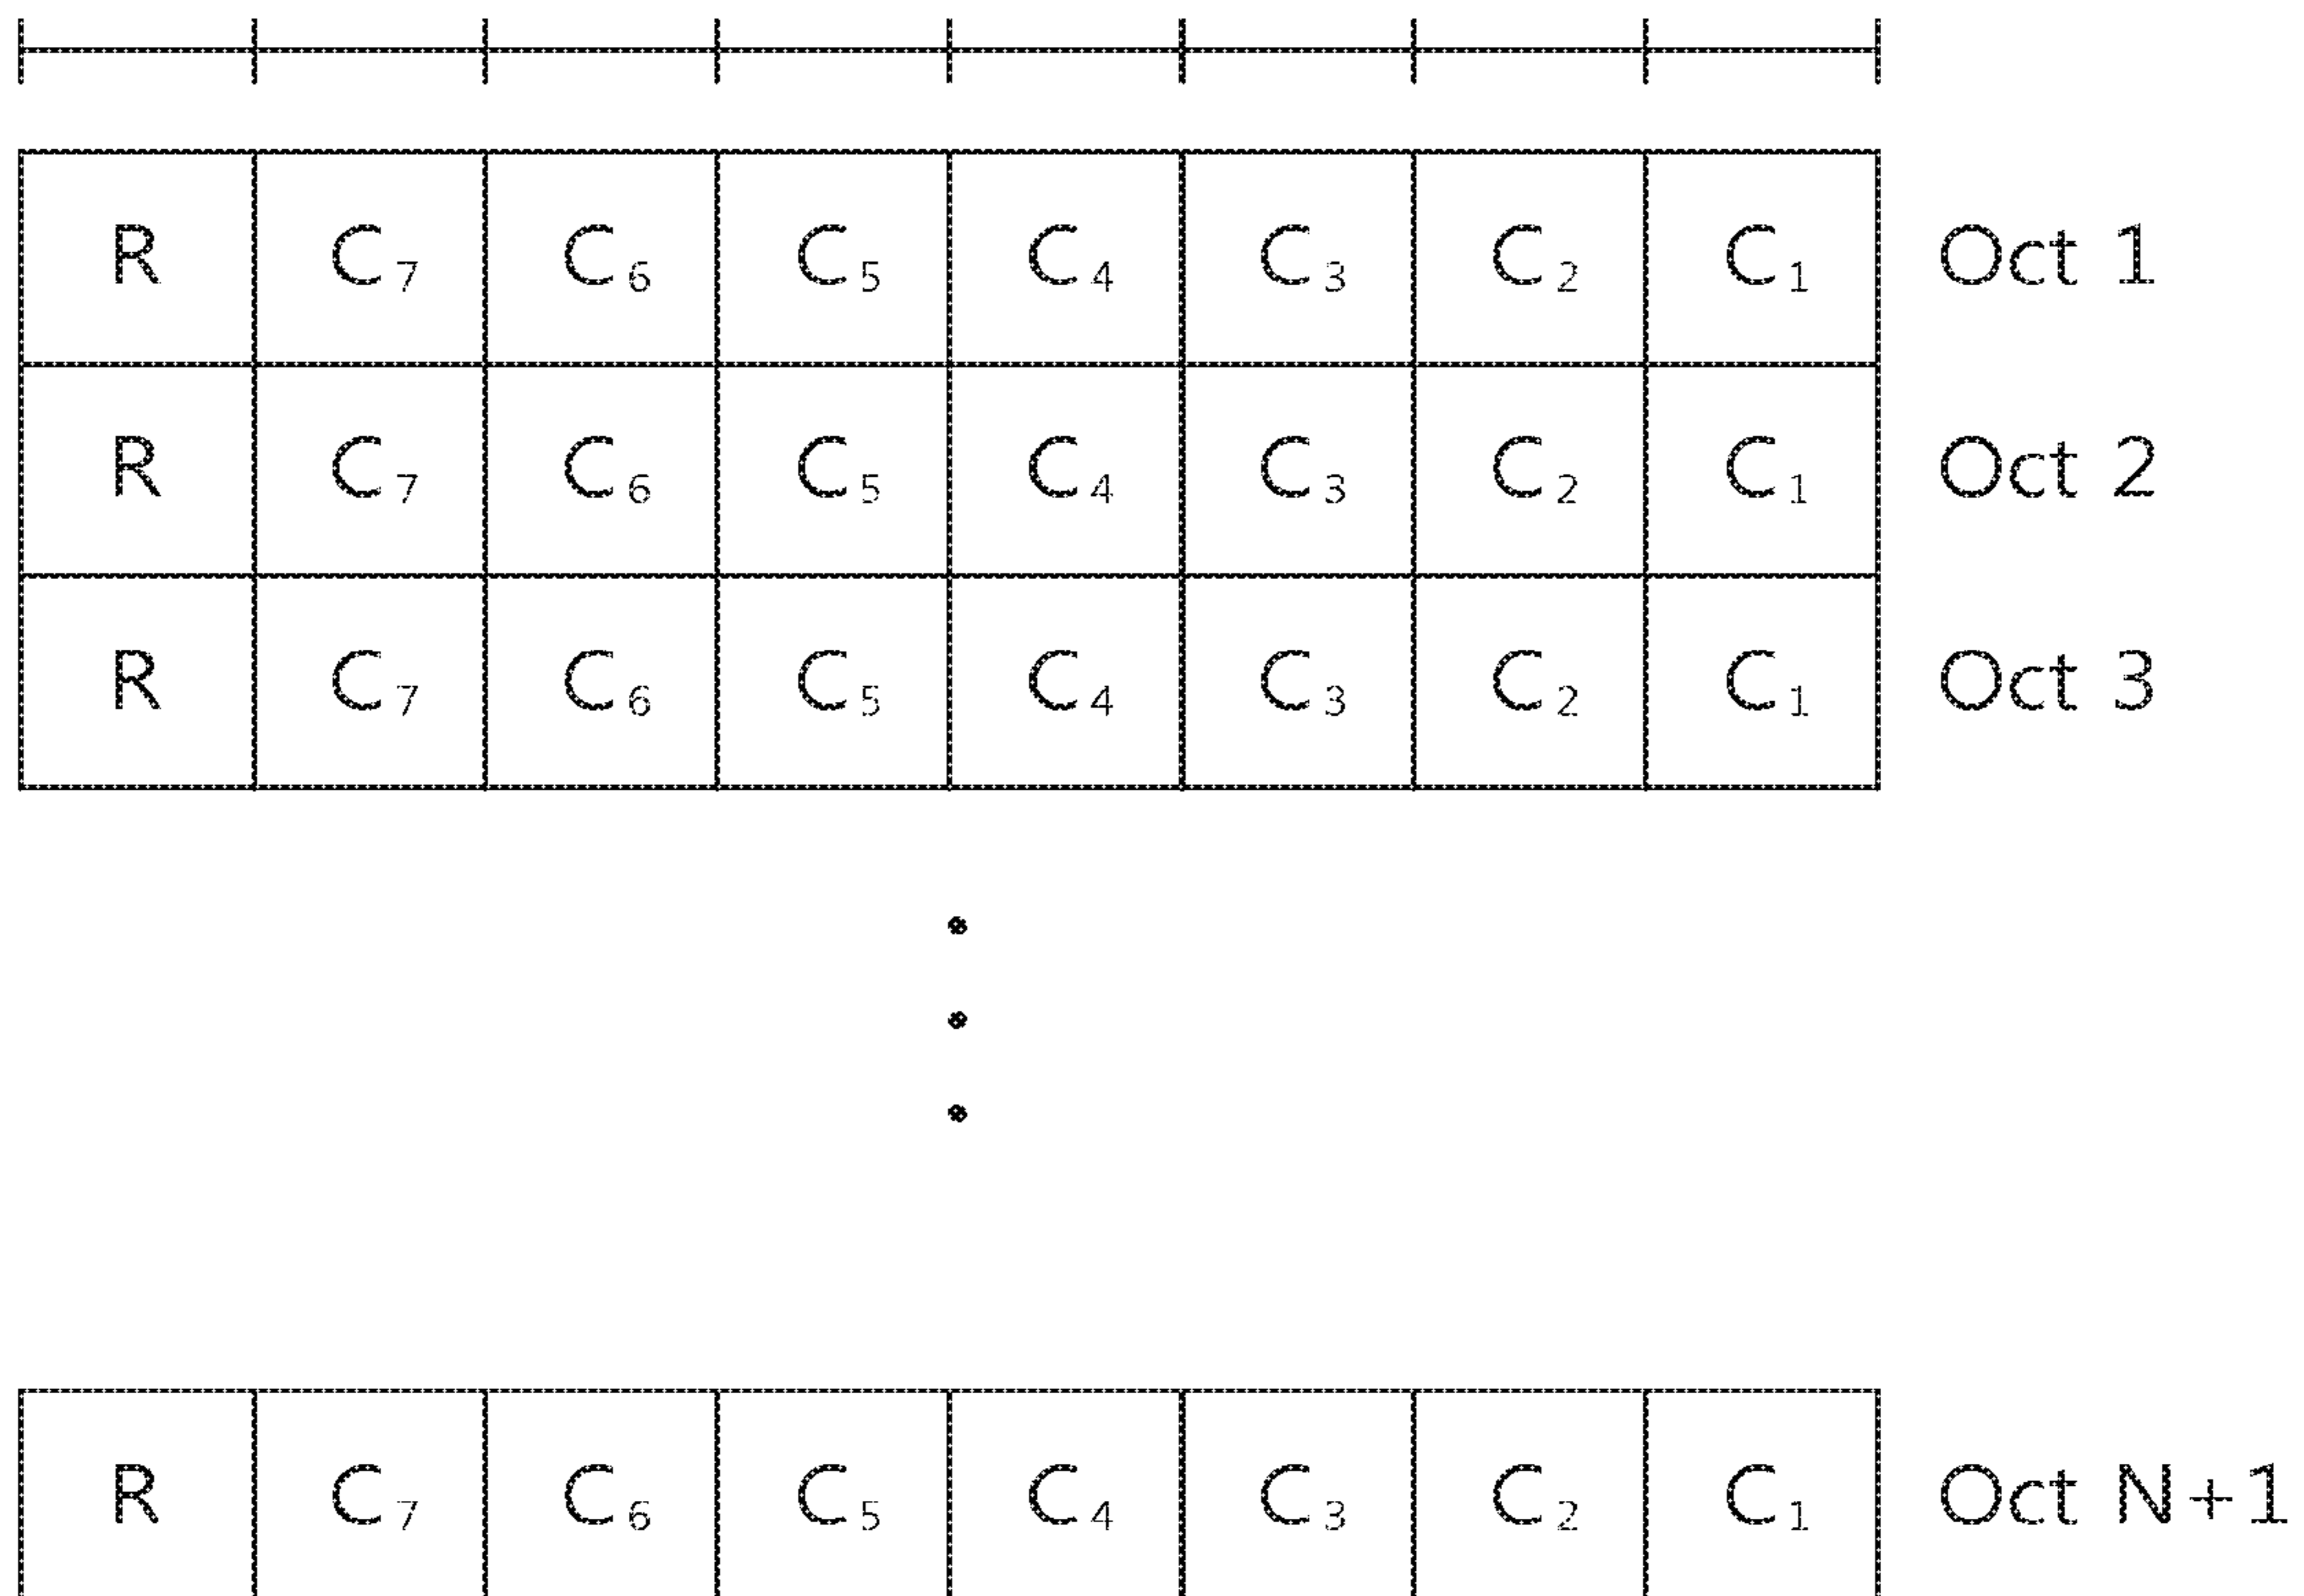 R C₇ C₆ C₅ C₄ C₃ C₂ C₁ Oct 1
R C₇ C₆ C₅ C₄ C₃ C₂ C₁ Oct 2
R C₇ C₆ C₅ C₄ C₃ C₂ C₁ Oct 3
R C₇ C₆ C₅ C₄ C₃ C₂ C₁ Oct N+1